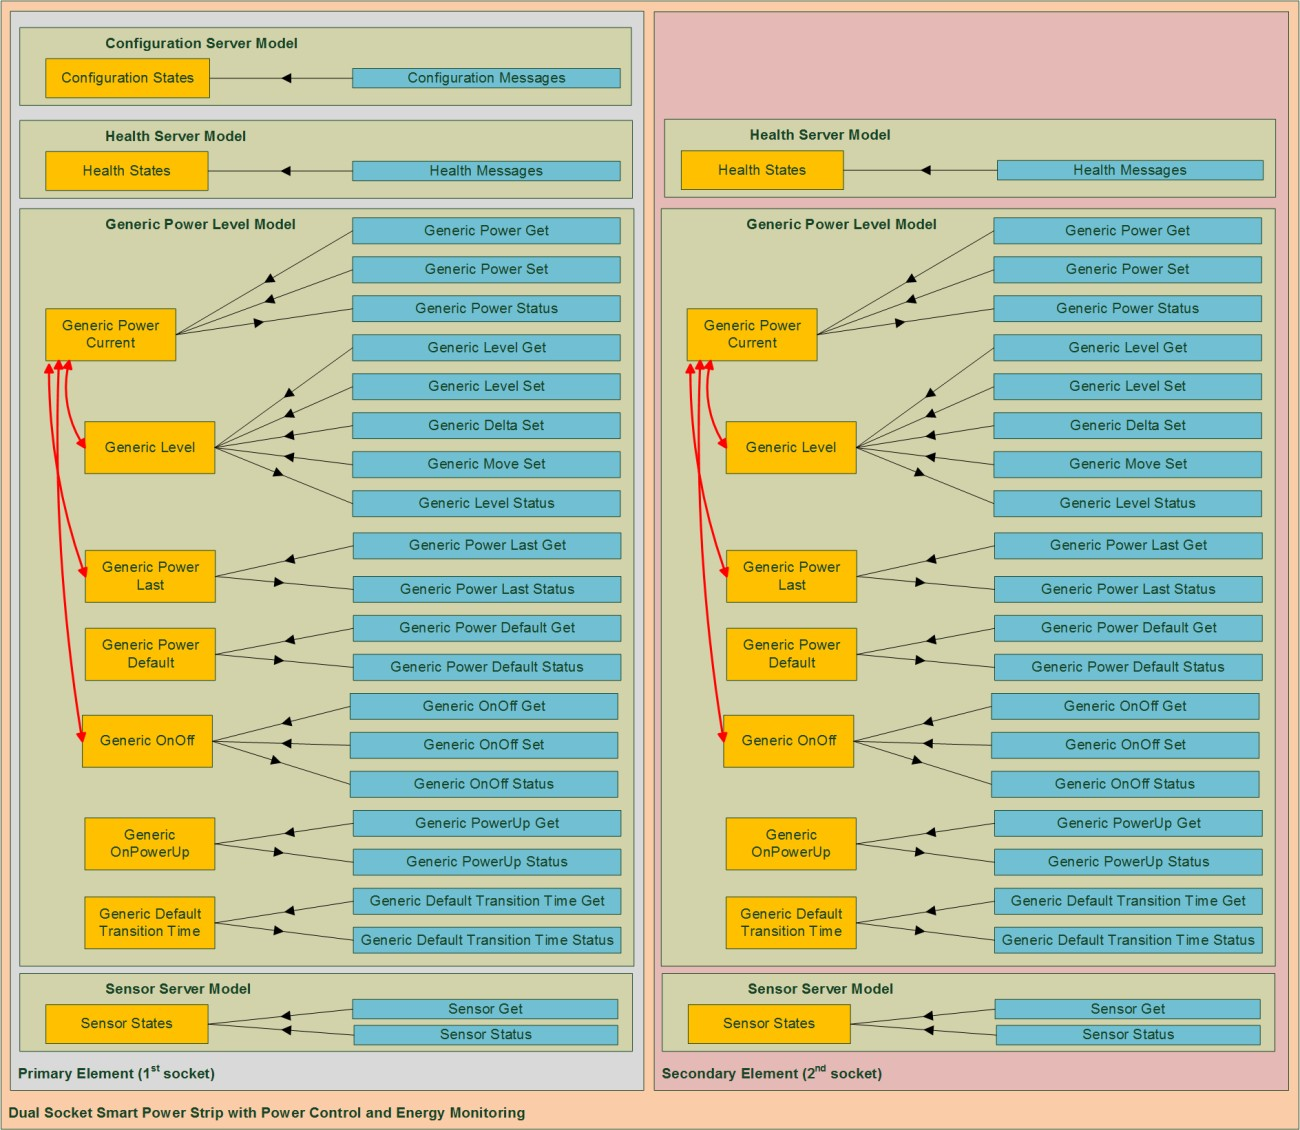 Configuration Server Model
Configuration States
Configuration Messages
Health Server Model
Health States
Health Messages
Generic Power Level Model
Generic Power Get
Generic Power Set
Generic Power Status
Generic Power
Current
Generic Level Get
Generic Level Set
Generic Delta Set
Generic Level
Generic Move Set
Generic Level Status
Generic Power Last Get
Generic Power
Last
Generic Power Last Status
Generic Power Default Get
Generic Power
Default
Generic Power Default Status
Generic OnOff Get
Generic OnOff
Generic OnOff Set
Generic OnOff Status
Generic PowerUp Get
Generic
OnPowerUp
Generic PowerUp Status
Generic Default Transition Time Get
Generic Default
Transition Time
Generic Default Transition Time Status
Sensor Server Model
Sensor States
Sensor Get
Sensor Status
Primary Element (1st socket)
Health Server Model
Health States
Health Messages
Generic Power Level Model
Generic Power Get
Generic Power Set
Generic Power Status
Generic Power
Current
Generic Level Get
Generic Level Set
Generic Delta Set
Generic Level
Generic Move Set
Generic Level Status
Generic Power Last Get
Generic Power
Last
Generic Power Last Status
Generic Power Default Get
Generic Power
Default
Generic Power Default Status
Generic OnOff Get
Generic OnOff
Generic OnOff Set
Generic OnOff Status
Generic PowerUp Get
Generic
OnPowerUp
Generic PowerUp Status
Generic Default Transition Time Get
Generic Default
Transition Time
Generic Default Transition Time Status
Sensor Server Model
Sensor States
Sensor Get
Sensor Status
Secondary Element (2nd socket)
Dual Socket Smart Power Strip with Power Control and Energy Monitoring